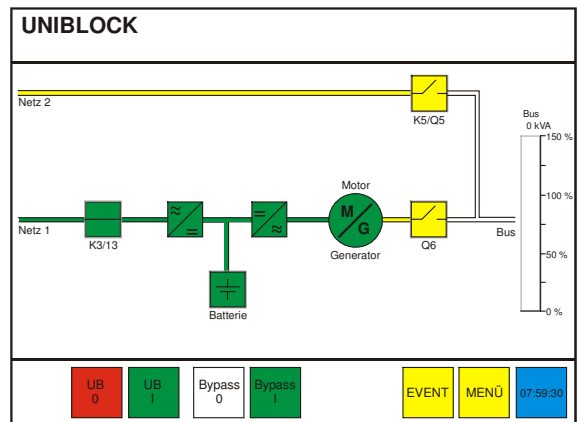 UNIBLOCK
Netz 2
K5/Q5
Bus
0 kVA
150 %
100 %
50 %
0 %
Motor
M
G
Generator
Netz 1
K3/13
Q6
Bus
Batterie
UB
0
UB
I
Bypass
0
Bypass
I
EVENT
MENÜ
07:59:30